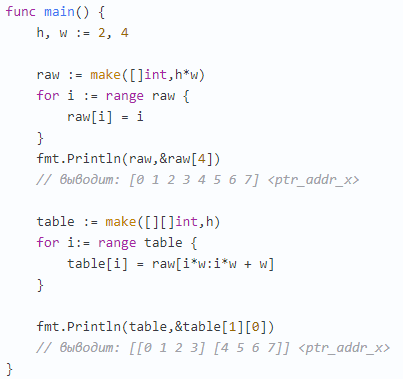 func main() {
    h, w := 2, 4

    raw := make([]int,h*w)
    for i := range raw {
        raw[i] = i
    }
    fmt.Println(raw,&raw[4])
    // выводит: [0 1 2 3 4 5 6 7] <ptr_addr_x>

    table := make([][]int,h)
    for i:= range table {
        table[i] = raw[i*w:i*w + w]
    }

    fmt.Println(table,&table[1][0])
    // выводит: [[0 1 2 3] [4 5 6 7]] <ptr_addr_x>
}